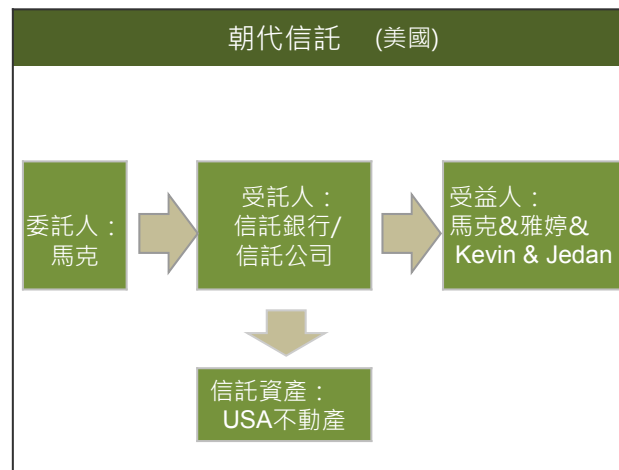 朝代信託 (美國)
委託人：
馬克
受託人：
信託銀行/
信託公司
受益人：
馬克&雅婷&
Kevin & Jedan
信託資產：
USA不動產